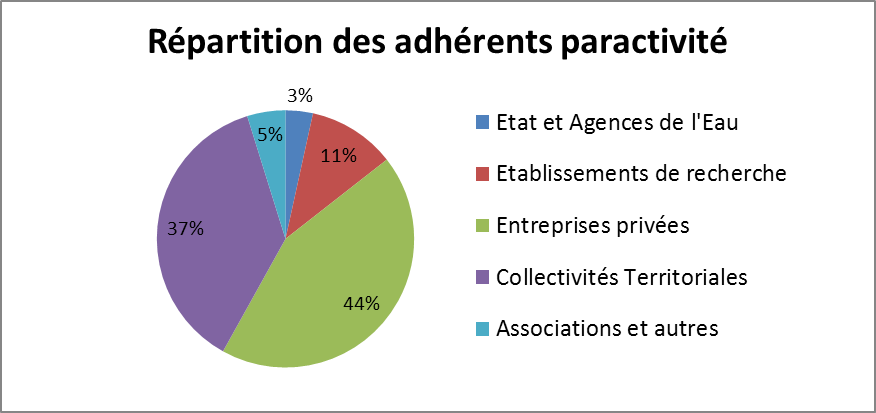 Répartition des adhérents paractivité
3%
5%
11%
37%
44%
Etat et Agences de l'Eau
Etablissements de recherche
Entreprises privées
Collectivités Territoriales
Associations et autres